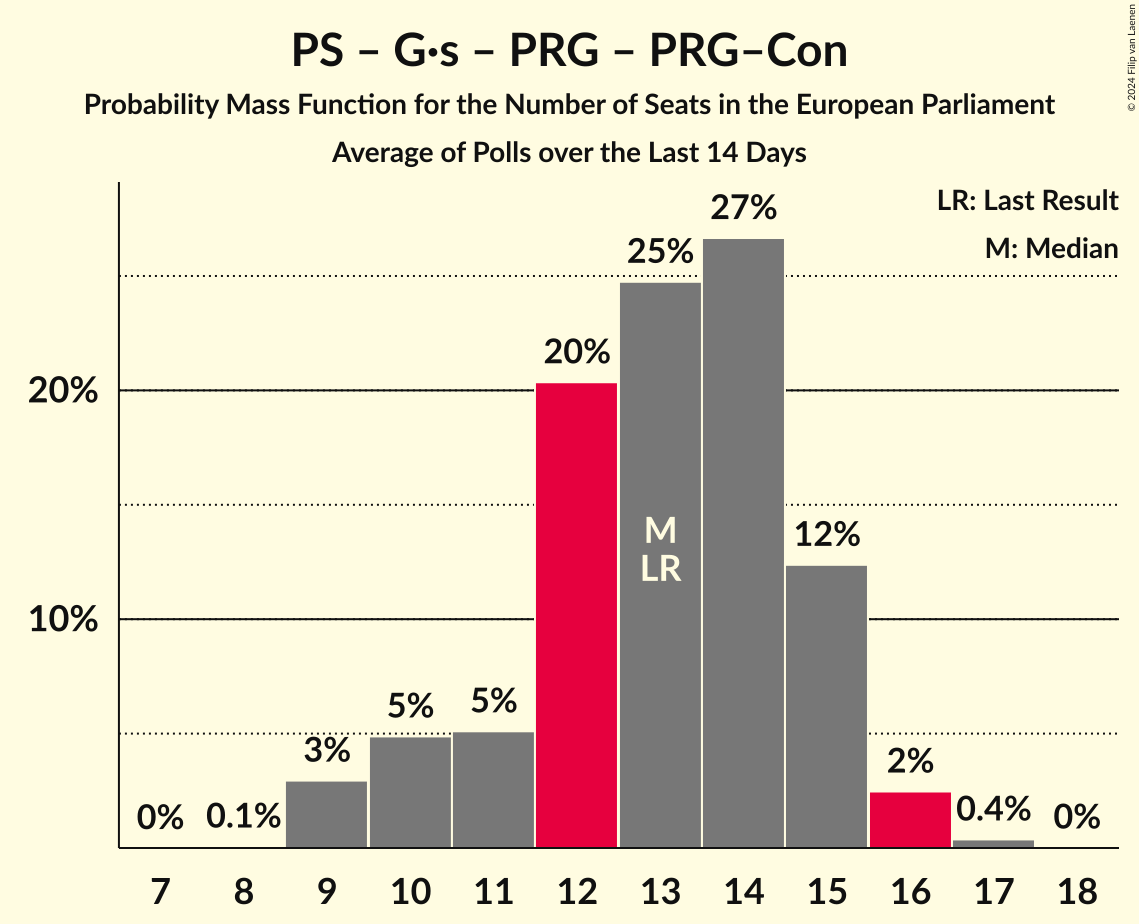 PS – G•s – PRG – PRG–Con
Probability Mass Function for the Number of Seats in the European Parliament
Average of Polls over the Last 14 Days
© 2024 Filip van Laenen
LR: Last Result
M: Median
27%
25%
20%
20%
M
LR
12%
10%
5%
5%
3%
2%
0%
0.1%
0.4%
0%
7 8 9 10 11 12 13 14 15 16 17 18